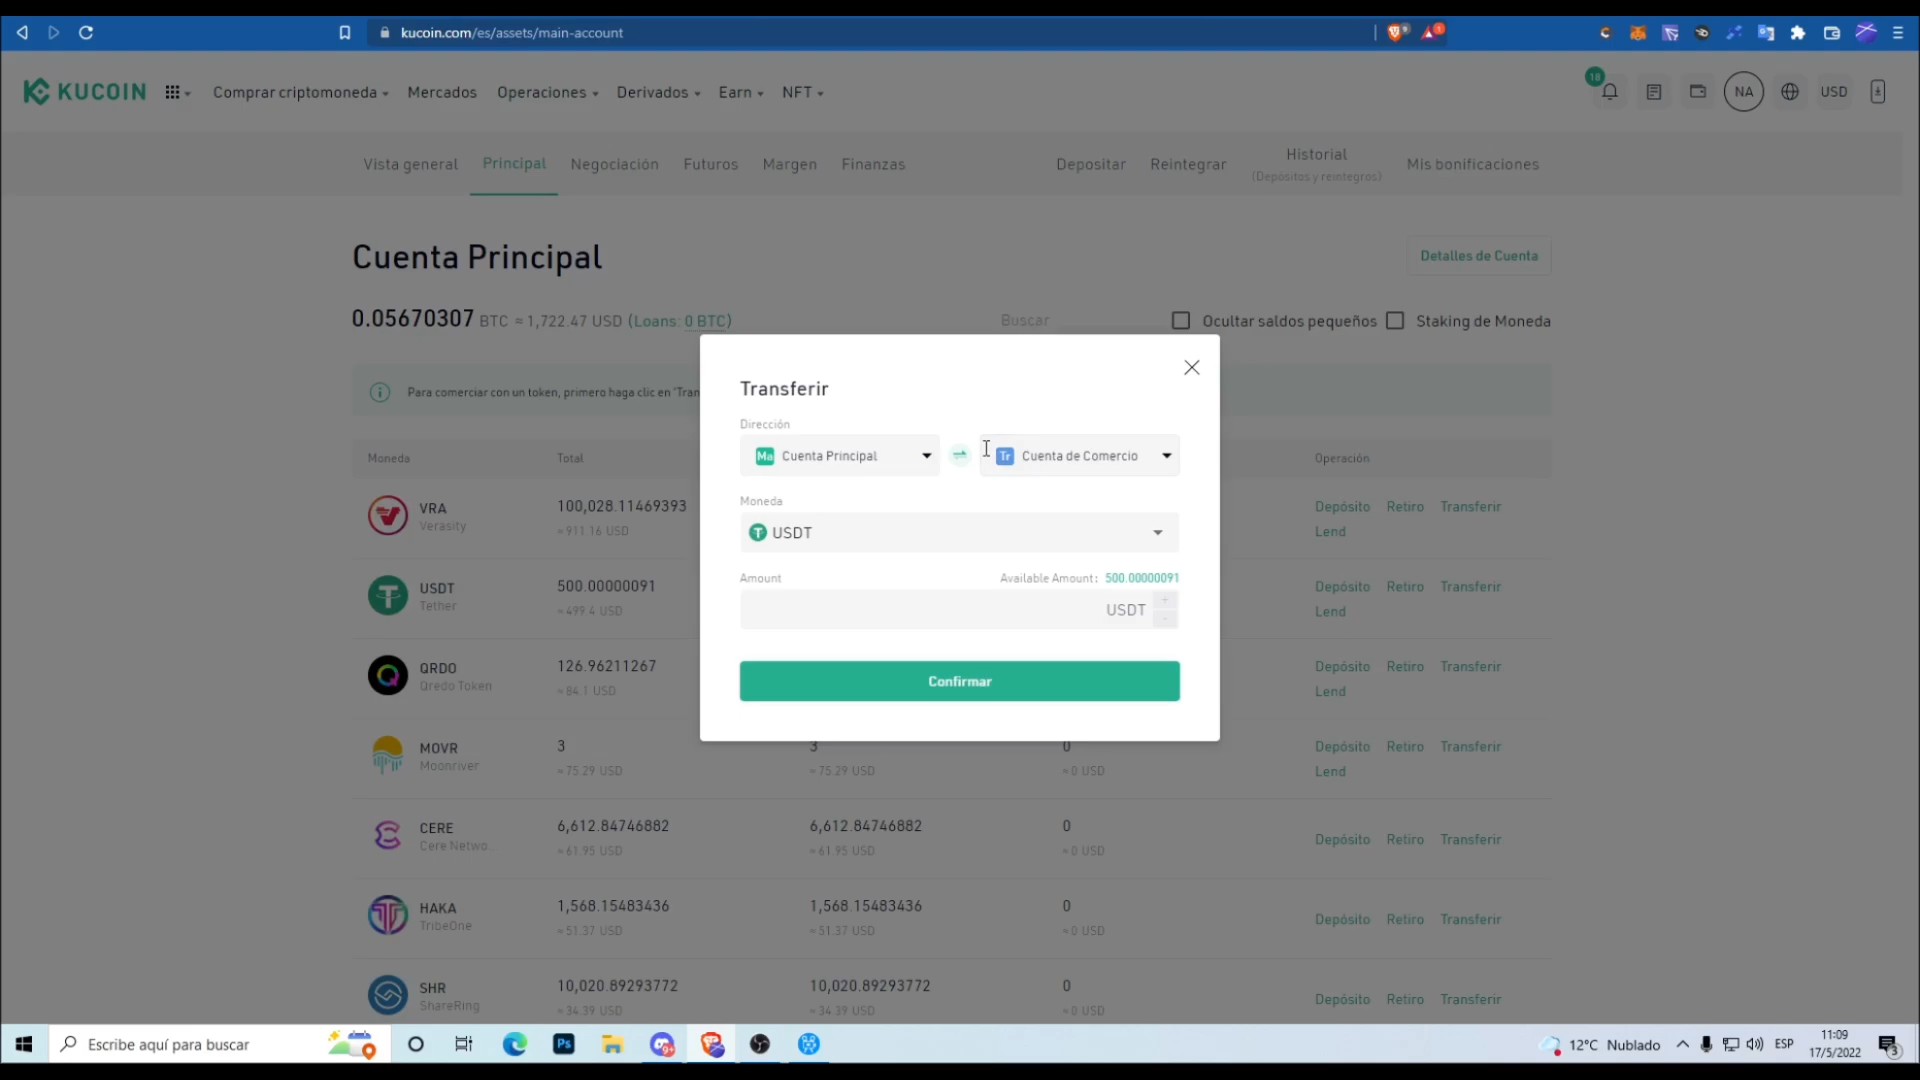 kucoin.com/es/assets/main-account
9
1
KUCOIN
Comprar criptomoneda
Mercados
Operaciones
Derivados
Earn
NFT
18
NA
USD
Vista general
Principal
Negociación
Futuros
Margen
Finanzas
Depositar
Reintegrar
Historial
(Depósitos y reintegros)
Mis bonificaciones
Cuenta Principal
Detalles de Cuenta
0.05670307 BTC ≈ 1,722.47 USD (Loans: 0 BTC)
Buscar
Ocultar saldos pequeños
Staking de Moneda
Para comerciar con un token, primero haga clic en "Tran
Transferir
Dirección
Ma Cuenta Principal
Tr Cuenta de Comercio
Moneda
USDT
Amount
Available Amount: 500.00000091
USDT
Confirmar
Moneda
Total
Operación
VRA
Verasity
100,028.11469393
≈ 911.16 USD
Depósito Retiro Transferir
Lend
USDT
Tether
500.00000091
≈ 499.4 USD
Depósito Retiro Transferir
Lend
QRDO
Qredo Token
126.96211267
≈ 84.1 USD
Depósito Retiro Transferir
Lend
MOVR
Moonriver
3
≈ 75.29 USD
3
≈ 75.29 USD
0
≈ 0 USD
Depósito Retiro Transferir
Lend
CERE
Cere Netwo..
6,612.84746882
≈ 61.95 USD
6,612.84746882
≈ 61.95 USD
0
≈ 0 USD
Depósito Retiro Transferir
HAKA
TribeOne
1,568.15483436
≈ 51.37 USD
1,568.15483436
≈ 51.37 USD
0
≈ 0 USD
Depósito Retiro Transferir
SHR
ShareRing
10,020.89293772
≈ 34.39 USD
10,020.89293772
≈ 34.39 USD
0
≈ 0 USD
Depósito Retiro Transferir
Escribe aquí para buscar
Ps
12°C Nublado
ESP
11:09
17/5/2022
3